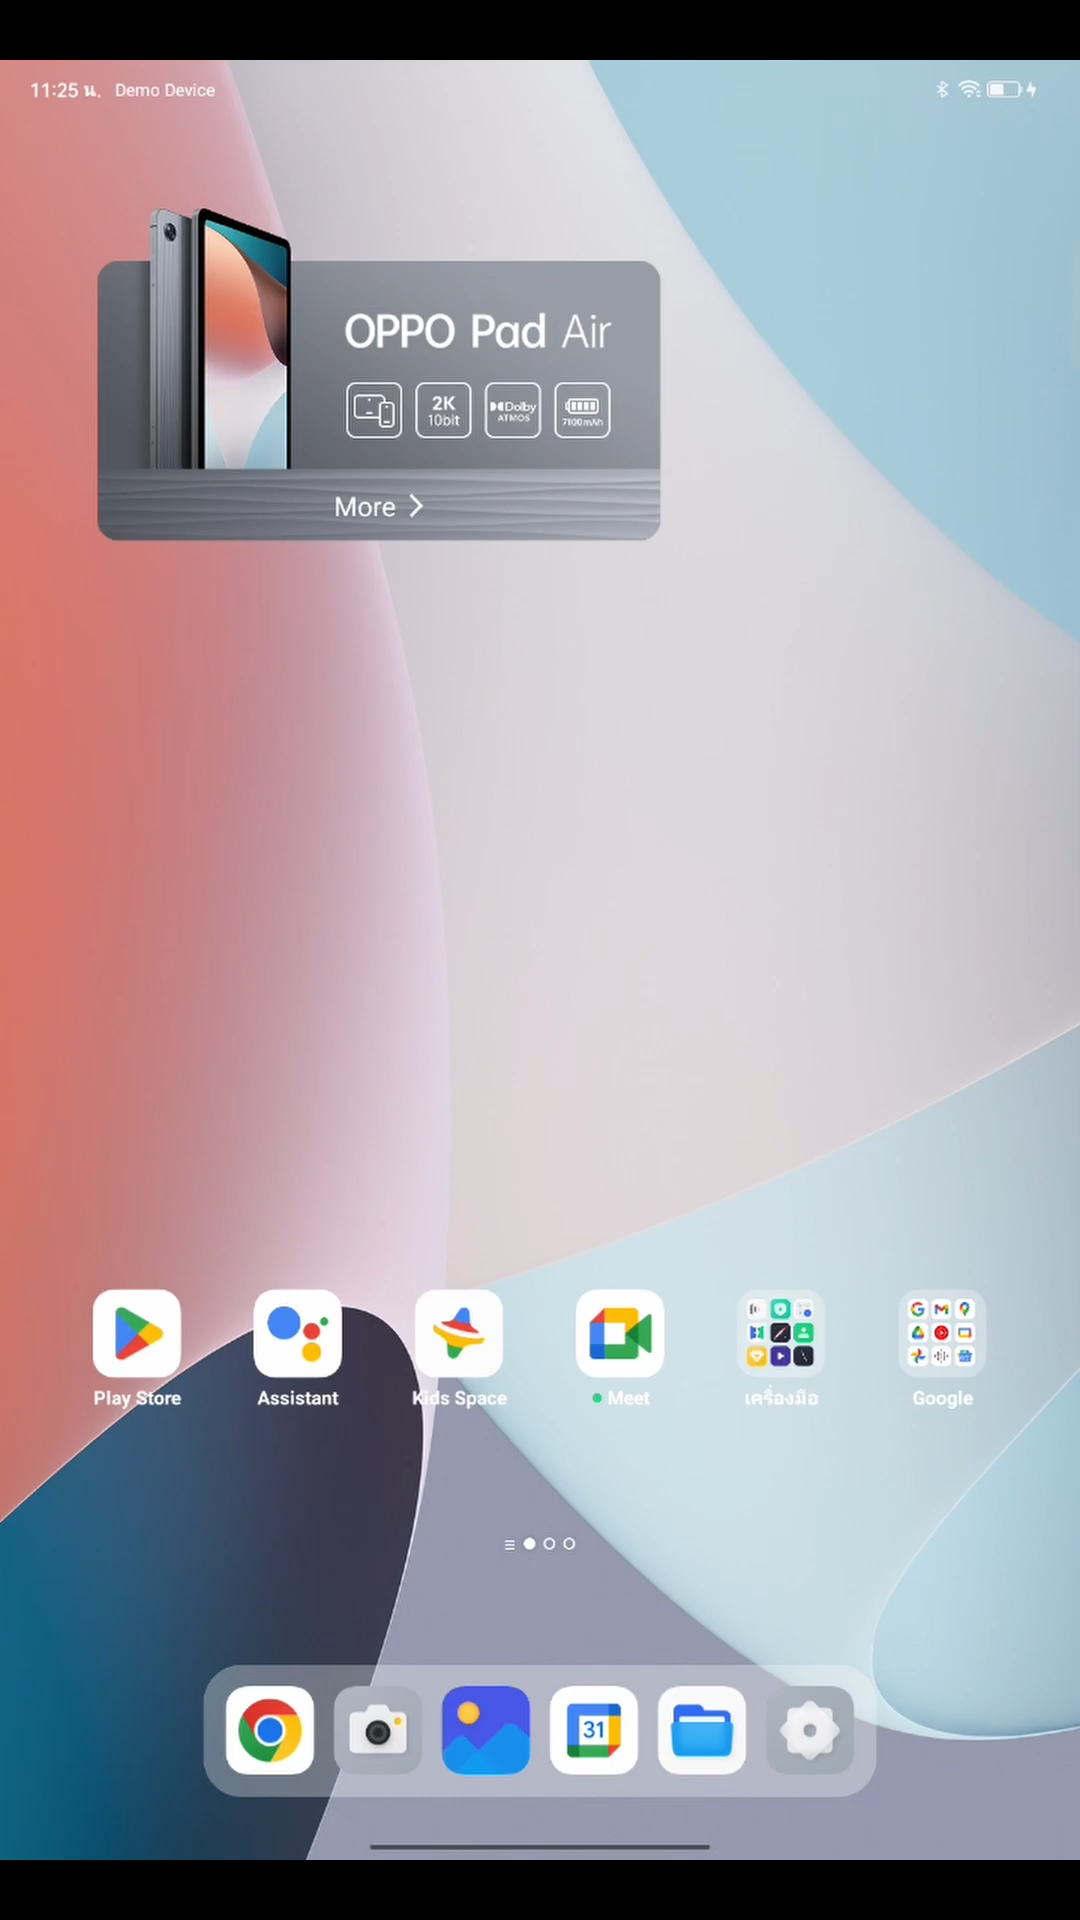 11:25 น. Demo Device
OPPO Pad Air
2K
10bit
Dolby
ATMOS
7100mAh
More
Play Store
Assistant
Kids Space
Meet
เครื่องมือ
Google
31